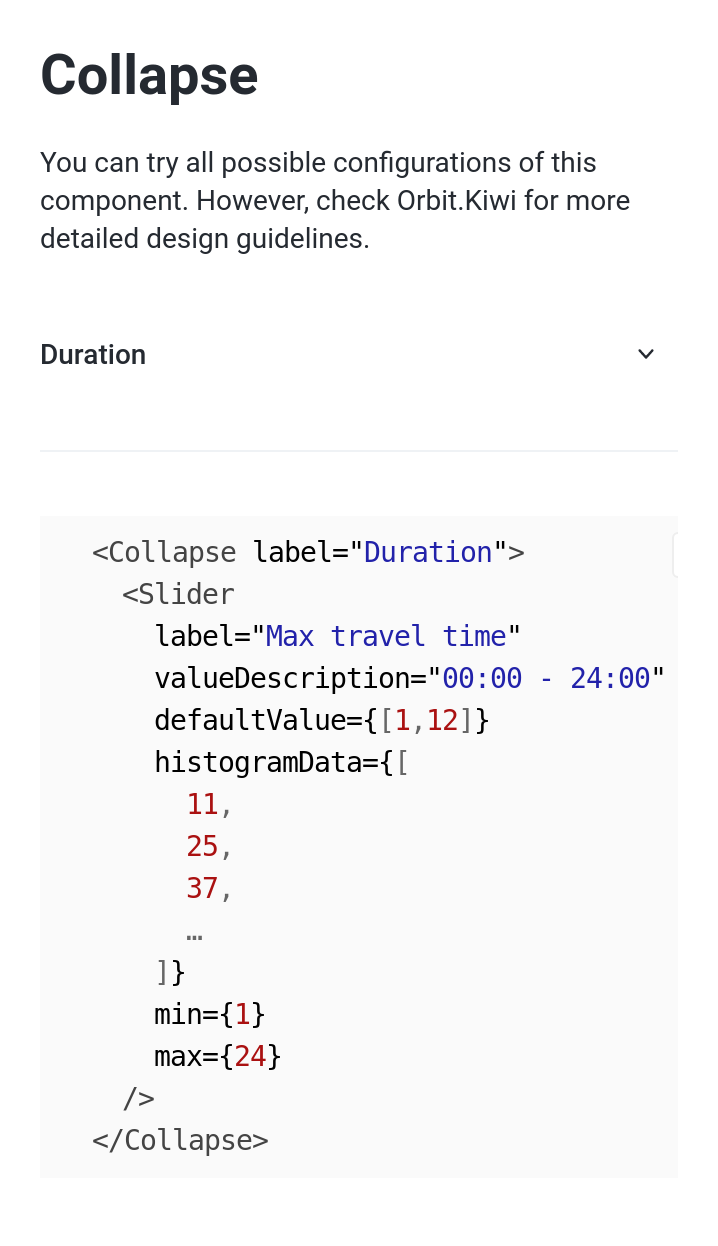 Collapse
You can try all possible configurations of this
component. However, check Orbit.Kiwi for more
detailed design guidelines.
Duration
<Collapse label="Duration">
  <Slider
    label="Max travel time"
    valueDescription="00:00 - 24:00"
    defaultValue={[1,12]}
    histogramData={[
      11,
      25,
      37,
      …
    ]}
    min={1}
    max={24}
  />
</Collapse>